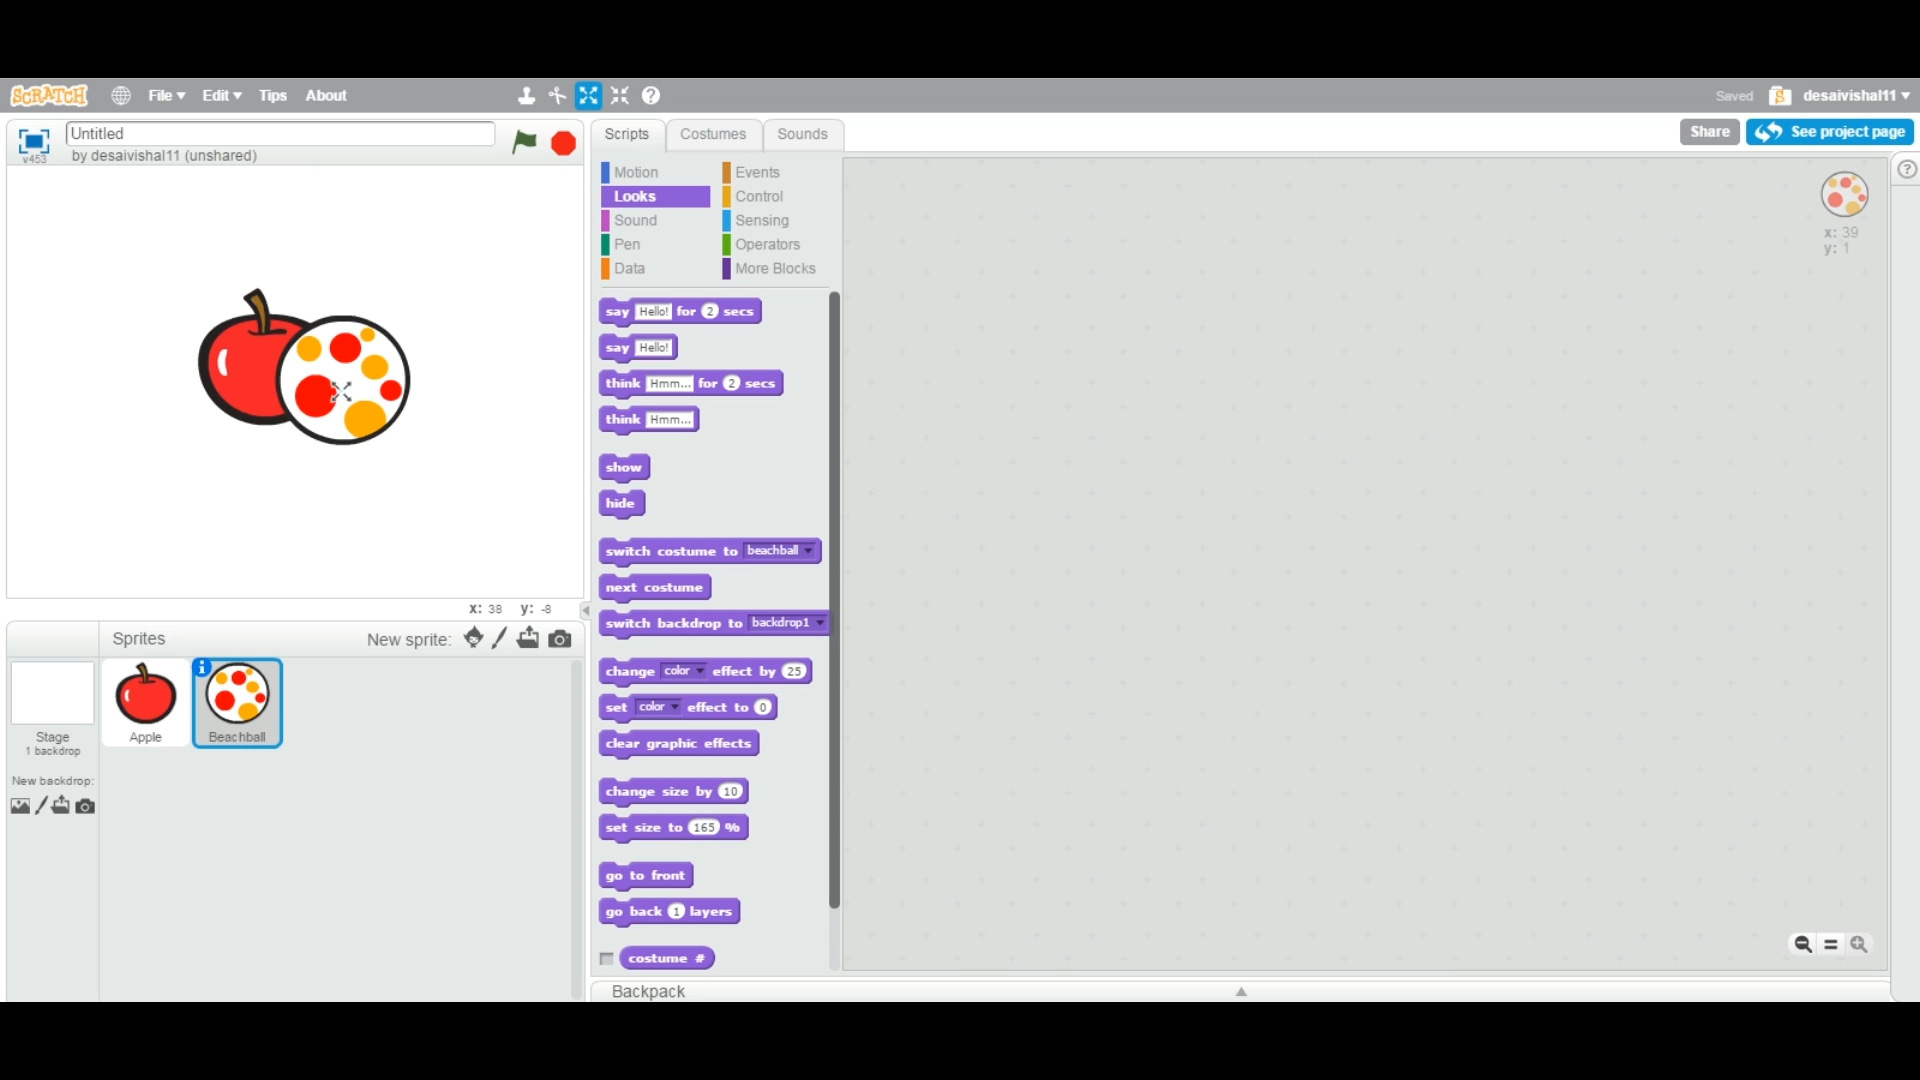 SCRATCH File Edit Tips About Saved S desaivishal11
v453 Untitled
by desaivishal11 (unshared)
Scripts Costumes Sounds
Share See project page
Motion Events
Looks Control
Sound Sensing
Pen Operators
Data More Blocks
say Hello! for 2 secs
say Hello!
think Hmm... for 2 secs
think Hmm...
show
hide
switch costume to beachball
next costume
switch backdrop to backdrop1
change color effect by 25
set color effect to 0
clear graphic effects
change size by 10
set size to 165 %
go to front
go back 1 layers
costume #
x: 39
y: 1
x: 38 y: -8
Sprites New sprite:
Stage
1 backdrop
New backdrop:
Apple
Beachball
Backpack